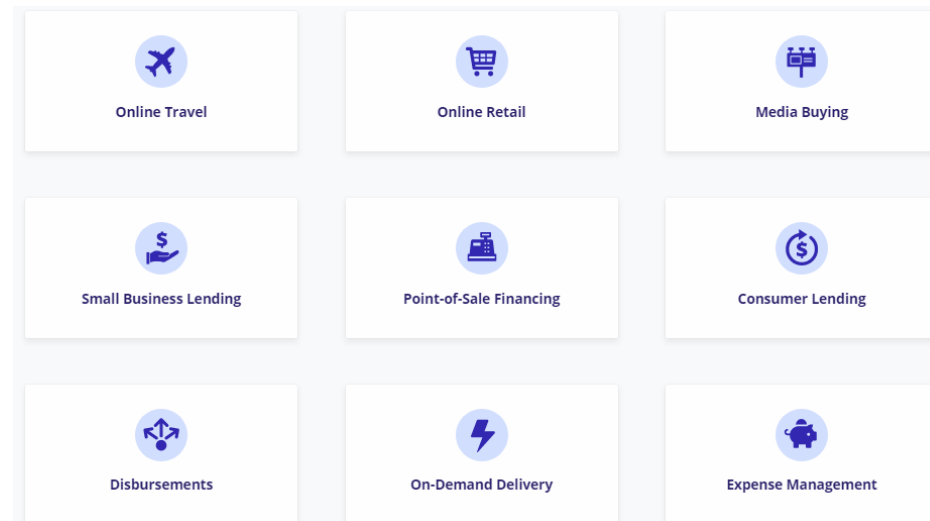 Online Travel
Online Retail
Media Buying
Small Business Lending
Point-of-Sale Financing
Consumer Lending
Disbursements
On-Demand Delivery
Expense Management